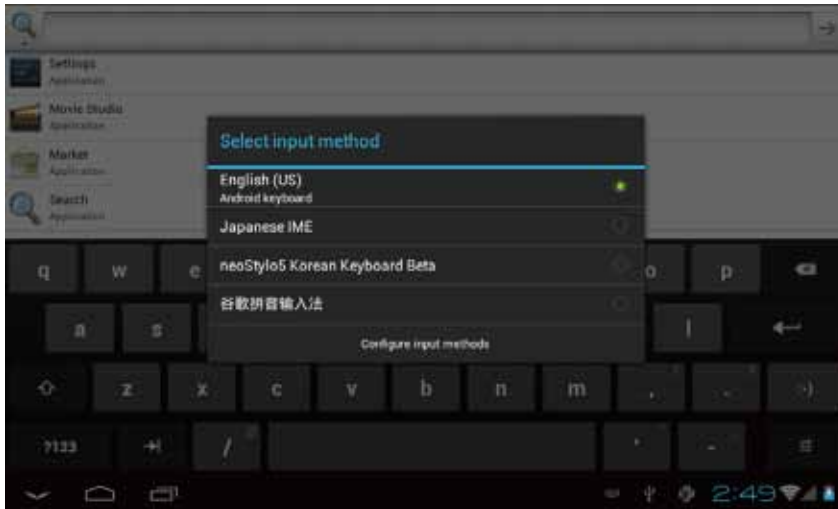 Settings
Application
Movie Studio
Application
Market
Application
Search
Application
Select input method
English (US)
Android keyboard
Japanese IME
neoStylo5 Korean Keyboard Beta
谷歌拼音输入法
Configure input methods
q w e o p
a s l
z x c v b n m , .  :-)
?123 / ' -
2:49